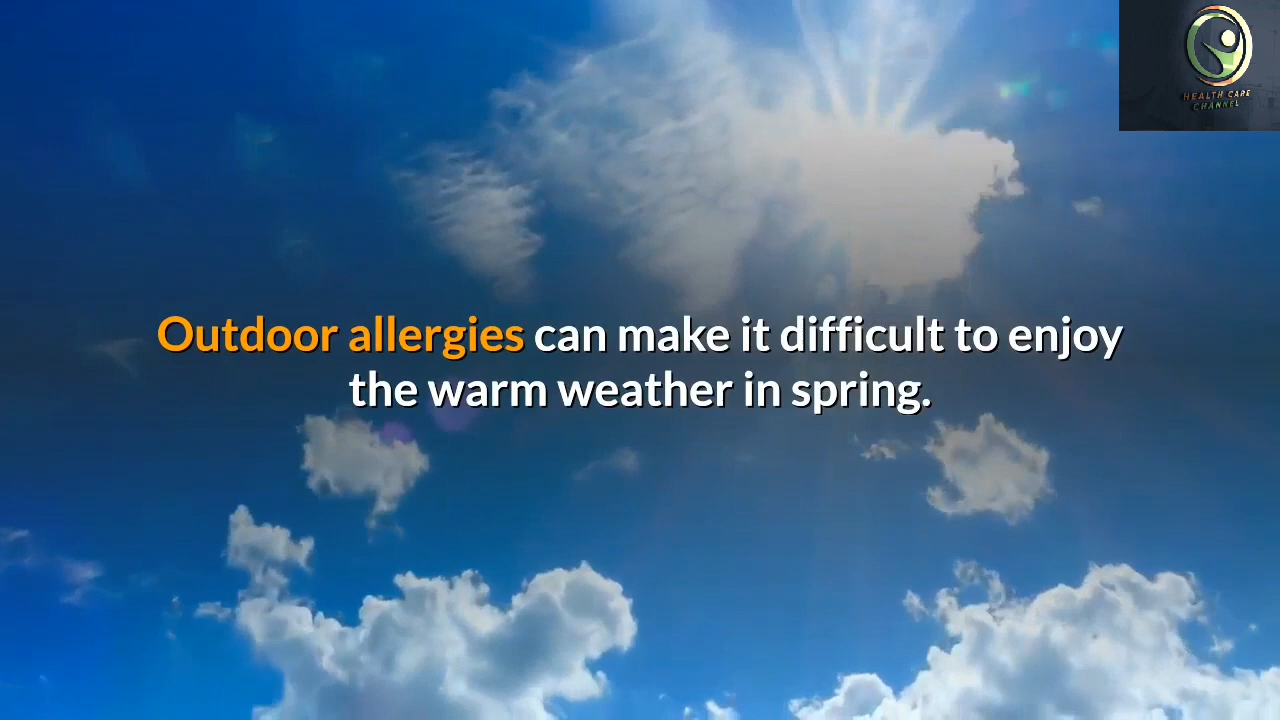 HEALTH CARE
CHANNEL
Outdoor allergies can make it difficult to enjoy
the warm weather in spring.